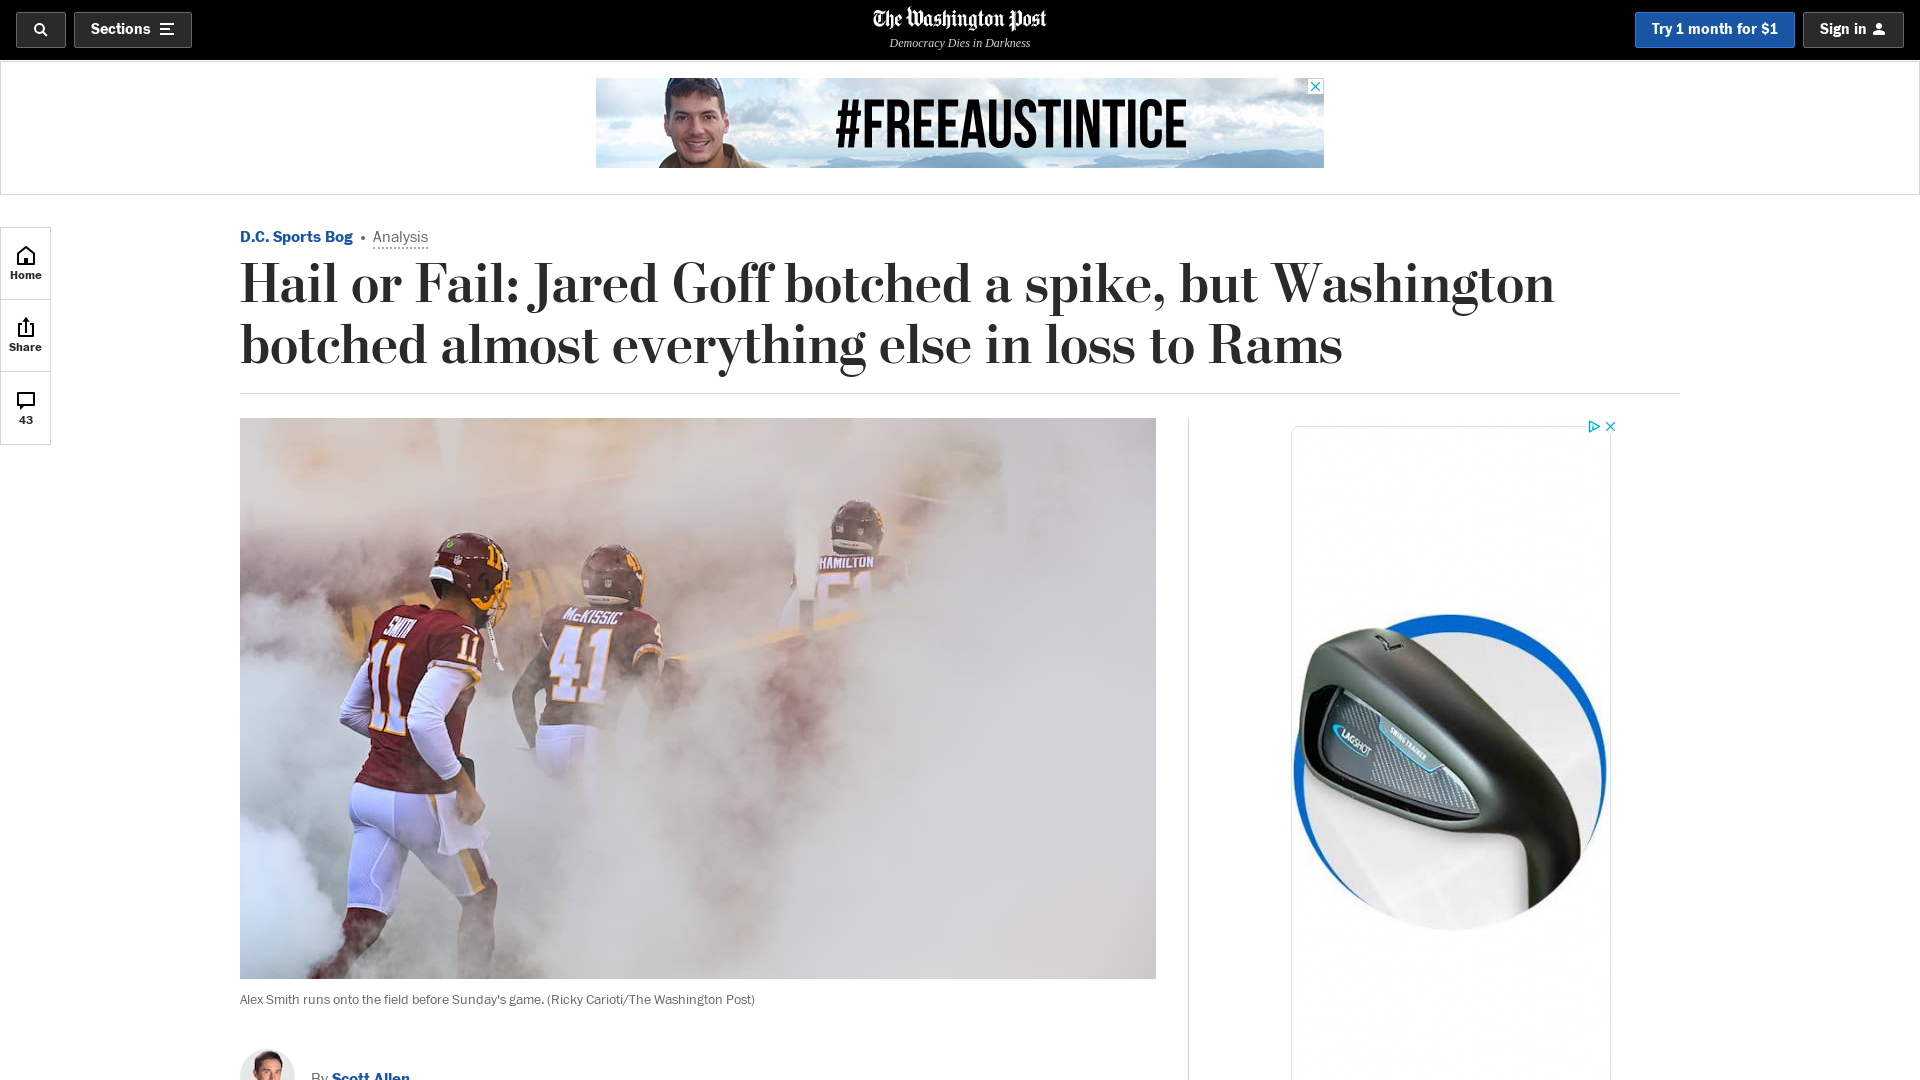 Sections
The Washington Post
Democracy Dies in Darkness
Try 1 month for $1
Sign in
#FREEAUSTINTICE
Home
Share
43
D.C. Sports Bog • Analysis
Hail or Fail: Jared Goff botched a spike, but Washington
botched almost everything else in loss to Rams
HAMILTON
51
McKISSIC
41
SMITH
11
11
LAGSHOT
SWING TRAINER
7
Alex Smith runs onto the field before Sunday's game. (Ricky Carioti/The Washington Post)
By Scott Allen